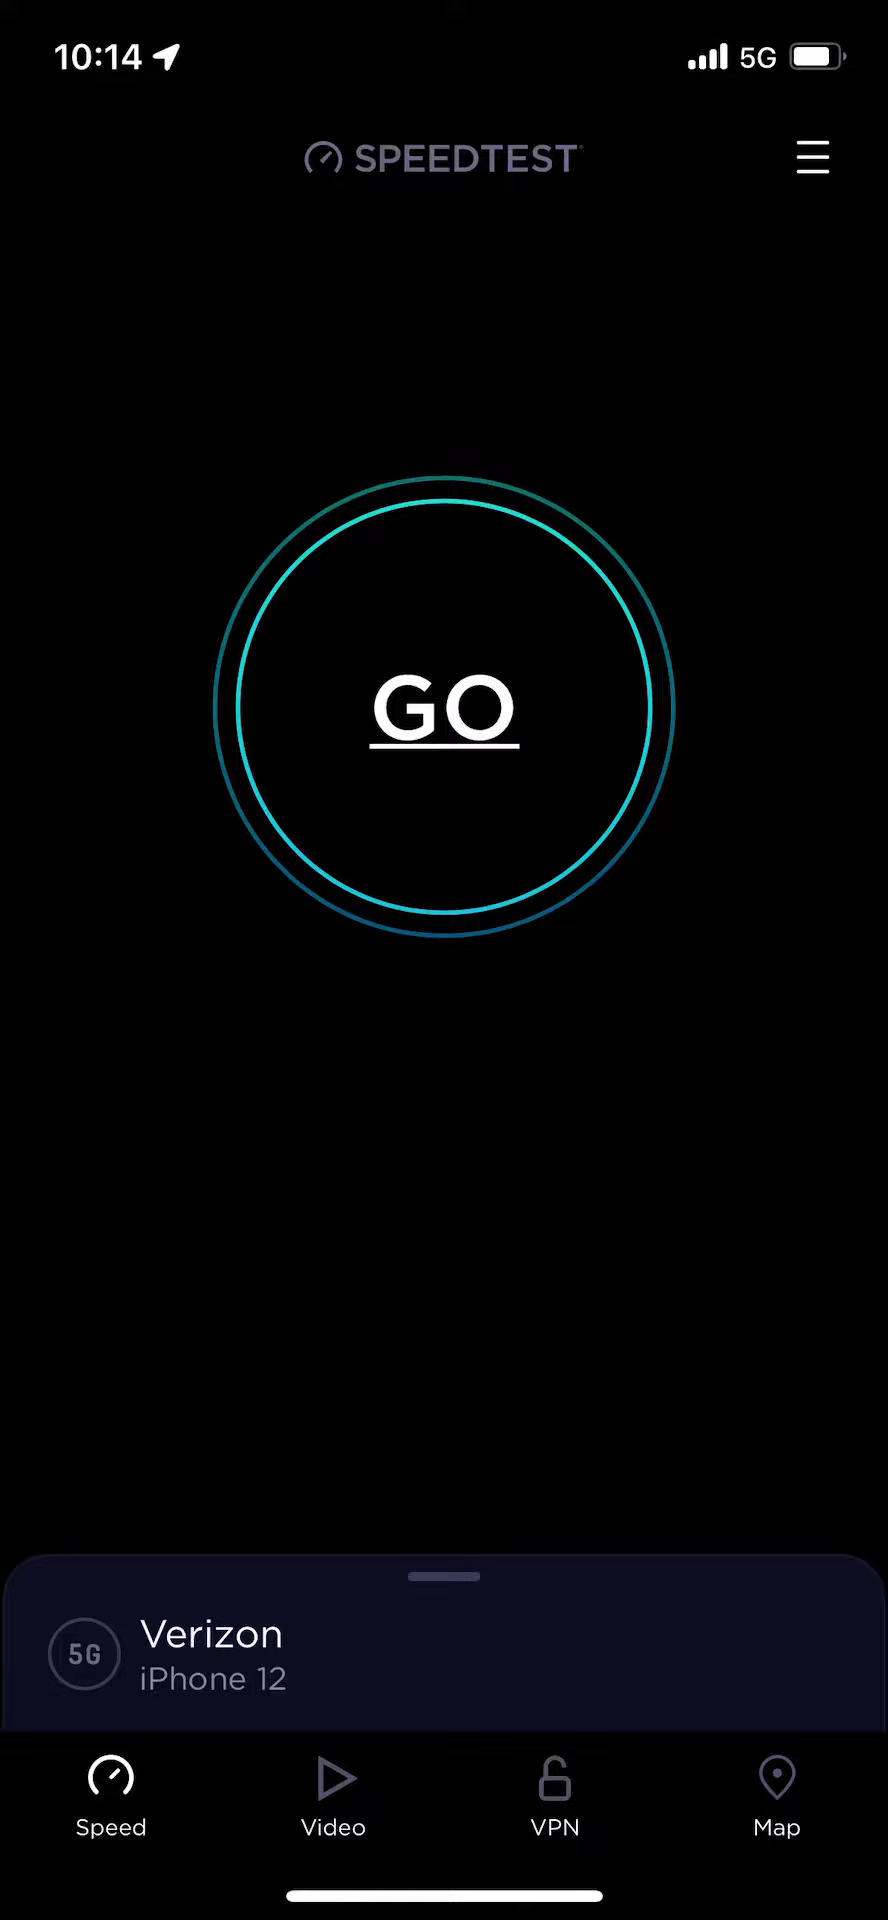 10:14
5G
SPEEDTEST
GO
5G
Verizon
iPhone 12
Speed
Video
VPN
Map